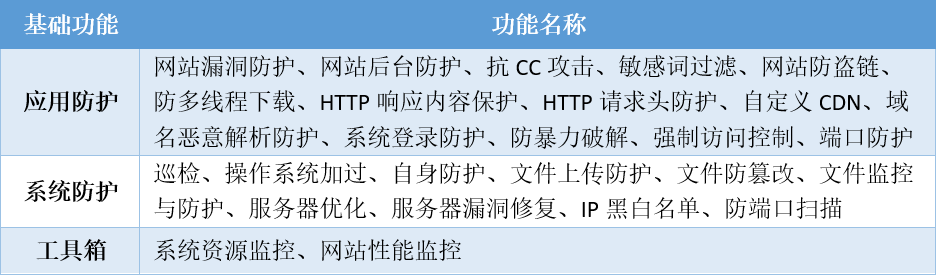 基础功能 功能名称
应用防护 网站漏洞防护、网站后台防护、抗 CC 攻击、敏感词过滤、网站防盗链、
防多线程下载、HTTP 响应内容保护、HTTP 请求头防护、自定义 CDN、域
名恶意解析防护、系统登录防护、防暴力破解、强制访问控制、端口防护
系统防护 巡检、操作系统加过、自身防护、文件上传防护、文件防篡改、文件监控
与防护、服务器优化、服务器漏洞修复、IP 黑白名单、防端口扫描
工具箱 系统资源监控、网站性能监控